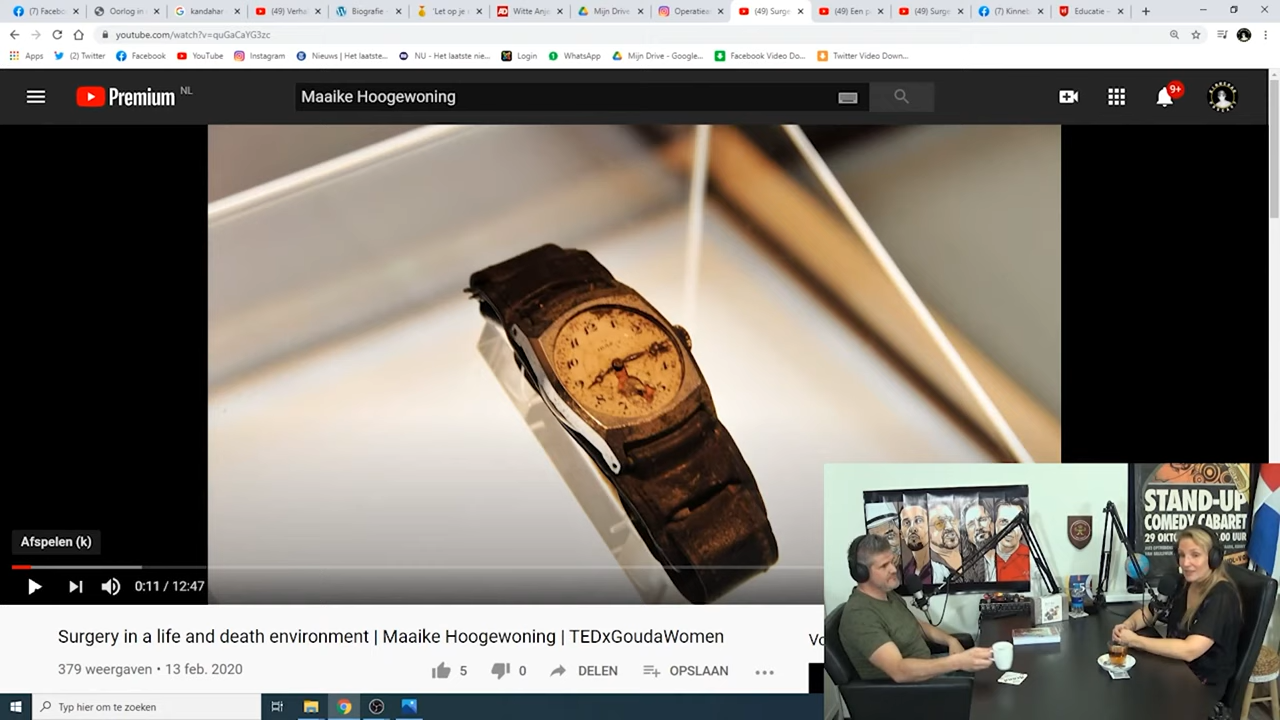 (7) Facebo
Oorlog in
kandahar
(49) Verha
Biografie
'Let op je
Witte Anje
Mijn Drive
Operatieas
(49) Surge
(49) Een p
(49) Surge
(7) Kinneb
Educatie -
youtube.com/watch?v=quGaCaYG3zc
Apps
(2) Twitter
Facebook
YouTube
Instagram
Nieuws | Het laatste...
NU - Het laatste nie...
Login
WhatsApp
Mijn Drive - Google...
Facebook Video Do...
Twitter Video Down...
Premium NL
Maaike Hoogewoning
9+
Afspelen (k)
0:11 / 12:47
STAND-UP
COMEDY CABARET
Surgery in a life and death environment | Maaike Hoogewoning | TEDxGoudaWomen
379 weergaven • 13 feb. 2020
5
0
DELEN
OPSLAAN
Typ hier om te zoeken